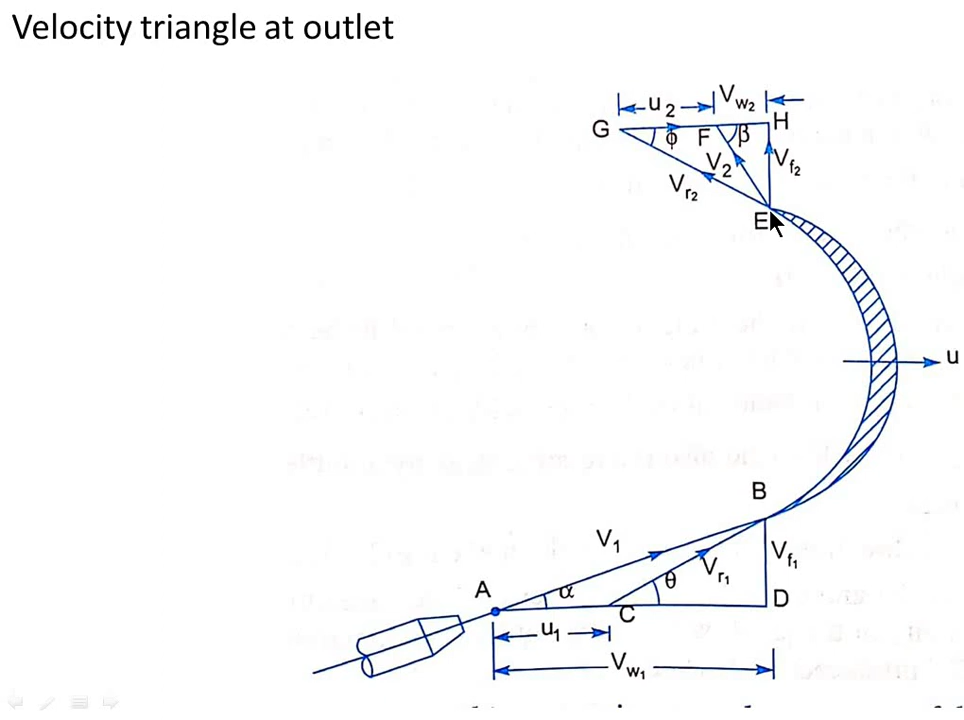 Velocity triangle at outlet
u2 Vw2
G ϕ F β H
V2 Vf2
Vr2
E
u
B
V1
Vr1 Vf1
A α θ
C D
u1
Vw1